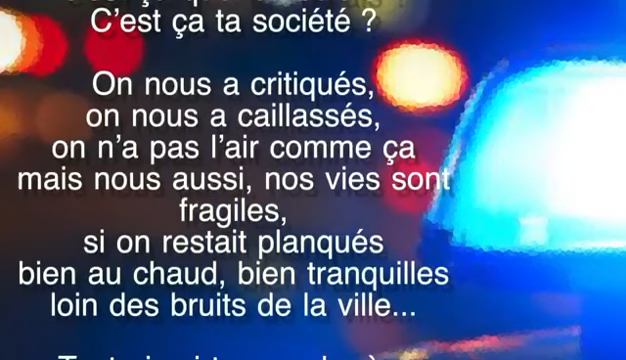 C'est ça ta société ?
On nous a critiqués,
on nous a caillassés,
on n'a pas l'air comme ça
mais nous aussi, nos vies sont
fragiles,
si on restait planqués
bien au chaud, bien tranquilles
loin des bruits de la ville...